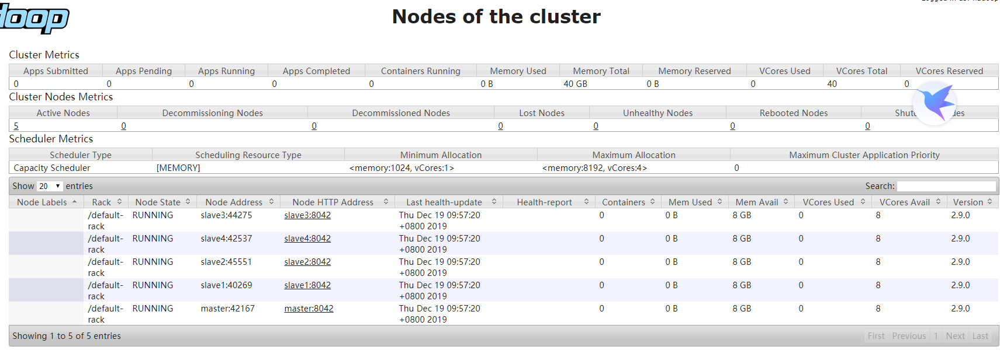 doop
Nodes of the cluster
Cluster Metrics
Apps Submitted Apps Pending Apps Running Apps Completed Containers Running Memory Used Memory Total Memory Reserved VCores Used VCores Total VCores Reserved
0 0 0 0 0 0 B 40 GB 0 B 0 40 0
Cluster Nodes Metrics
Active Nodes Decommissioning Nodes Decommissioned Nodes Lost Nodes Unhealthy Nodes Rebooted Nodes
5 0 0 0 0 0 0
Scheduler Metrics
Scheduler Type Scheduling Resource Type Minimum Allocation Maximum Allocation Maximum Cluster Application Priority
Capacity Scheduler [MEMORY] <memory:1024, vCores:1> <memory:8192, vCores:4> 0
Show 20 entries Search:
Node Labels Rack Node State Node Address Node HTTP Address Last health-update Health-report Containers Mem Used Mem Avail VCores Used VCores Avail Version
/default- RUNNING slave3:44275 slave3:8042 Thu Dec 19 09:57:20 0 0 B 8 GB 0 8 2.9.0
rack +0800 2019
/default- RUNNING slave4:42537 slave4:8042 Thu Dec 19 09:57:20 0 0 B 8 GB 0 8 2.9.0
rack +0800 2019
/default- RUNNING slave2:45551 slave2:8042 Thu Dec 19 09:57:20 0 0 B 8 GB 0 8 2.9.0
rack +0800 2019
/default- RUNNING slave1:40269 slave1:8042 Thu Dec 19 09:57:20 0 0 B 8 GB 0 8 2.9.0
rack +0800 2019
/default- RUNNING master:42167 master:8042 Thu Dec 19 09:57:20 0 0 B 8 GB 0 8 2.9.0
rack +0800 2019
Showing 1 to 5 of 5 entries First Previous 1 Next Last